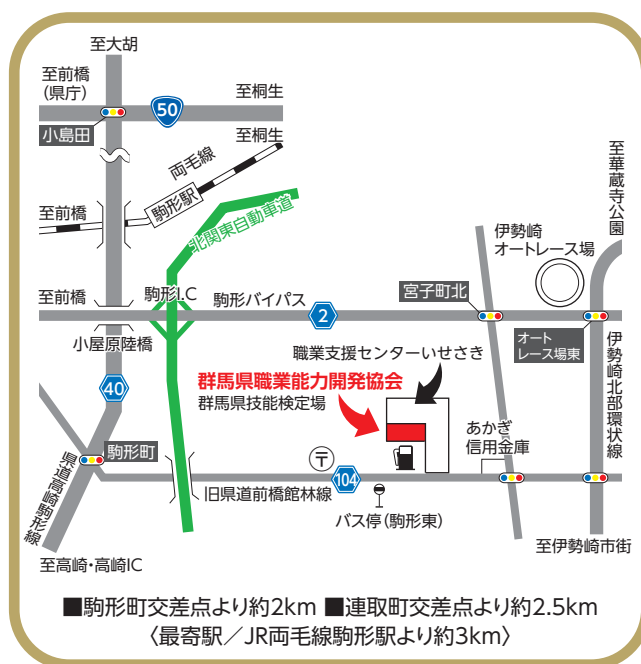 至大胡
至前橋
(県庁)
至桐生
50
小島田
至桐生
両毛線
駒形駅
至前橋
北関東自動車道
至華蔵寺公園
伊勢崎
オートレース場
至前橋
駒形I.C
駒形バイパス
2
宮子町北
オート
レース場東
小屋原陸橋
職業支援センターいせさき
群馬県職業能力開発協会
群馬県技能検定場
40
伊勢崎北部環状線
あかぎ
信用金庫
駒形町
〒
104
県道高崎駒形線
旧県道前橋館林線
バス停(駒形東)
至高崎・高崎IC
至伊勢崎市街
■駒形町交差点より約2km ■連取町交差点より約2.5km
〈最寄駅／JR両毛線駒形駅より約3km〉